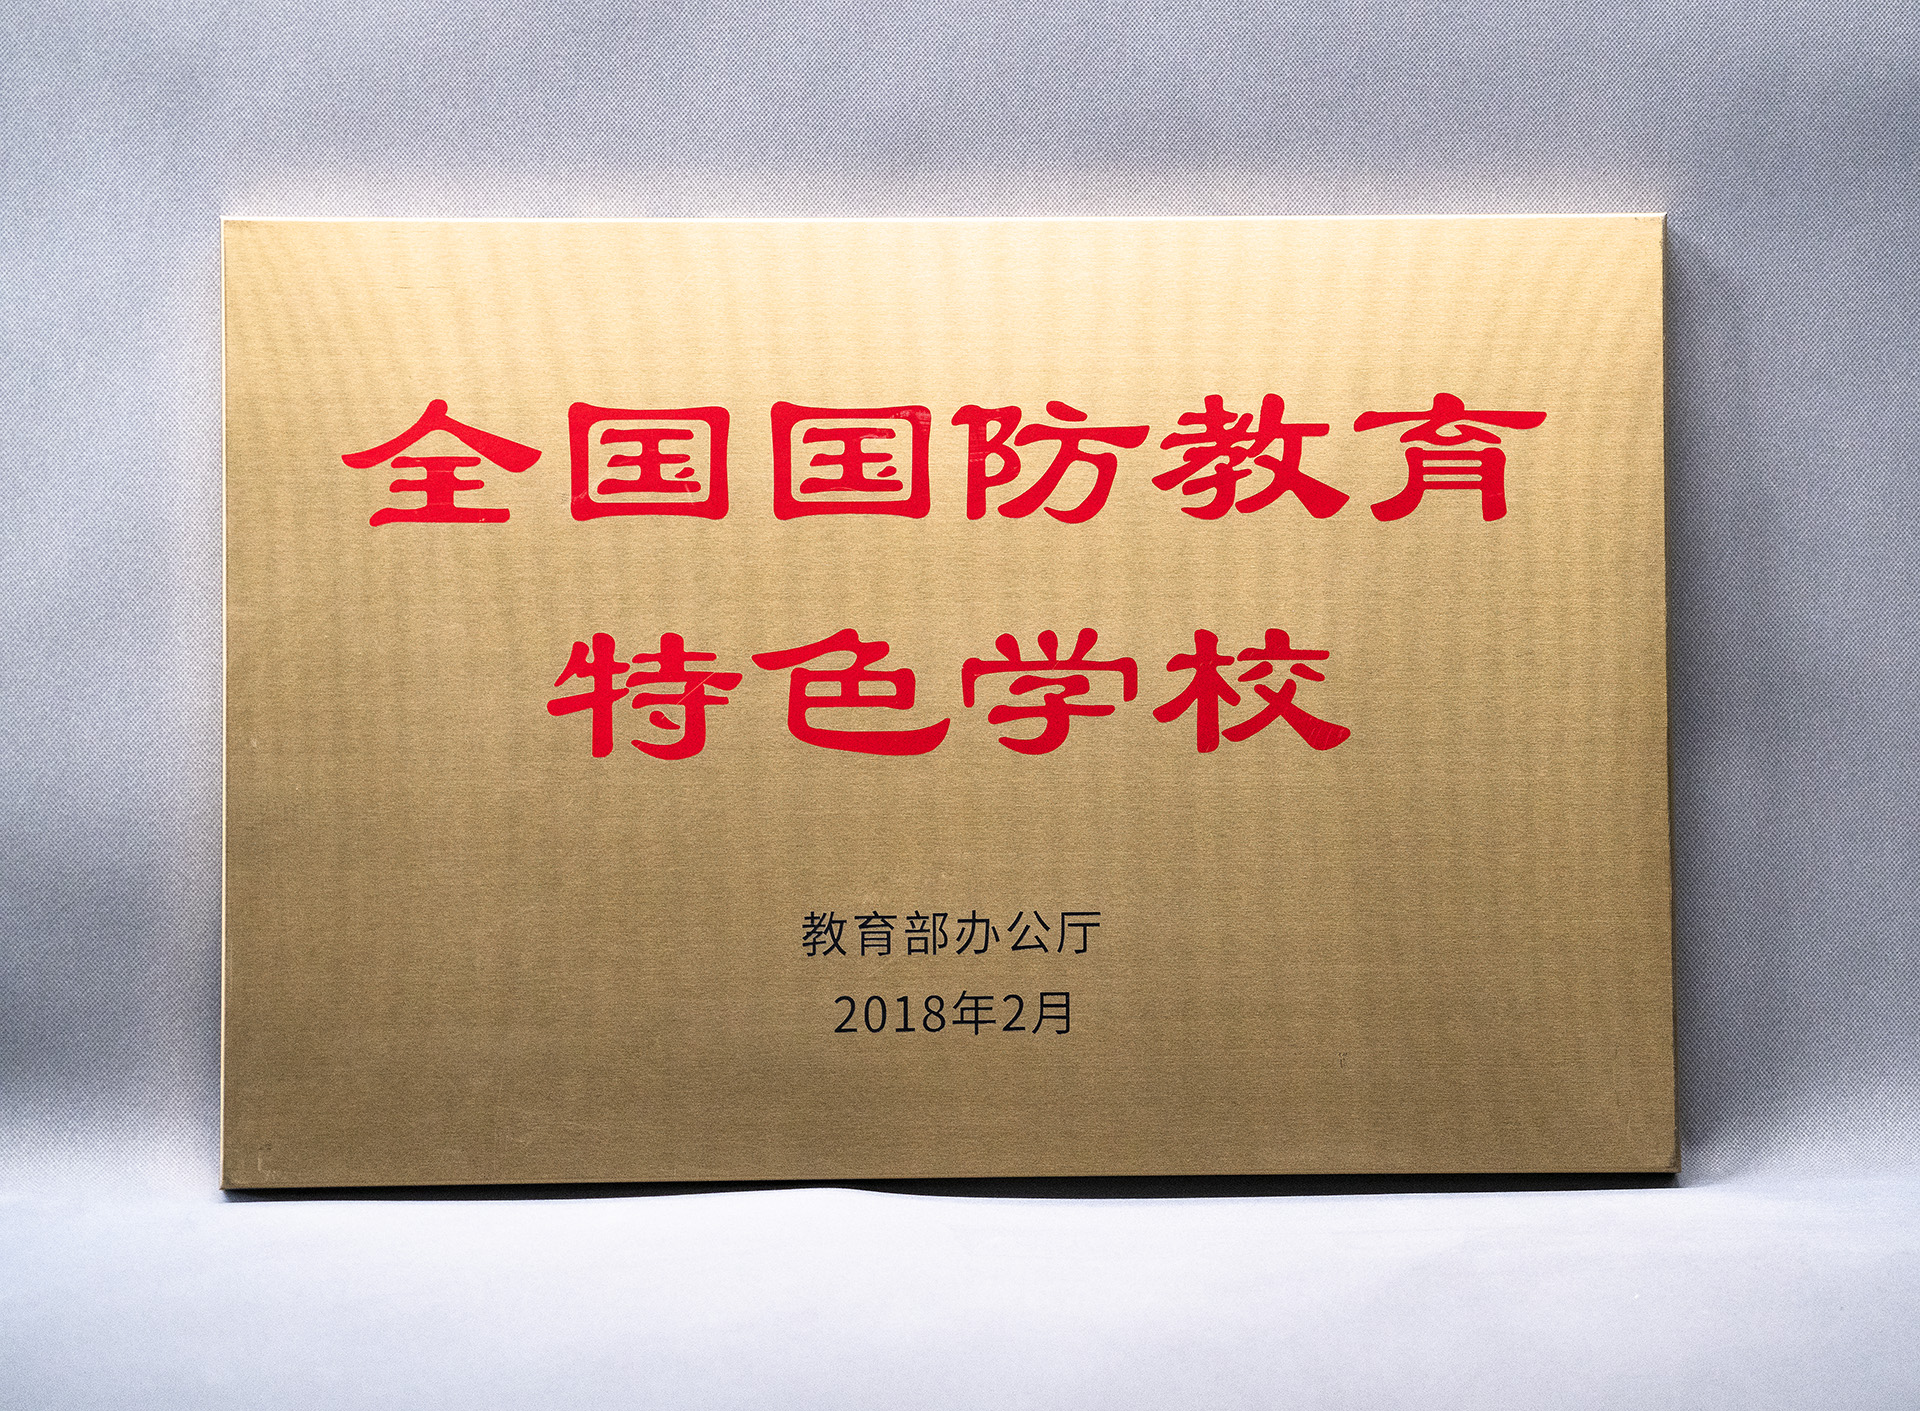 全国国防教育
特色学校
教育部办公厅
2018年2月